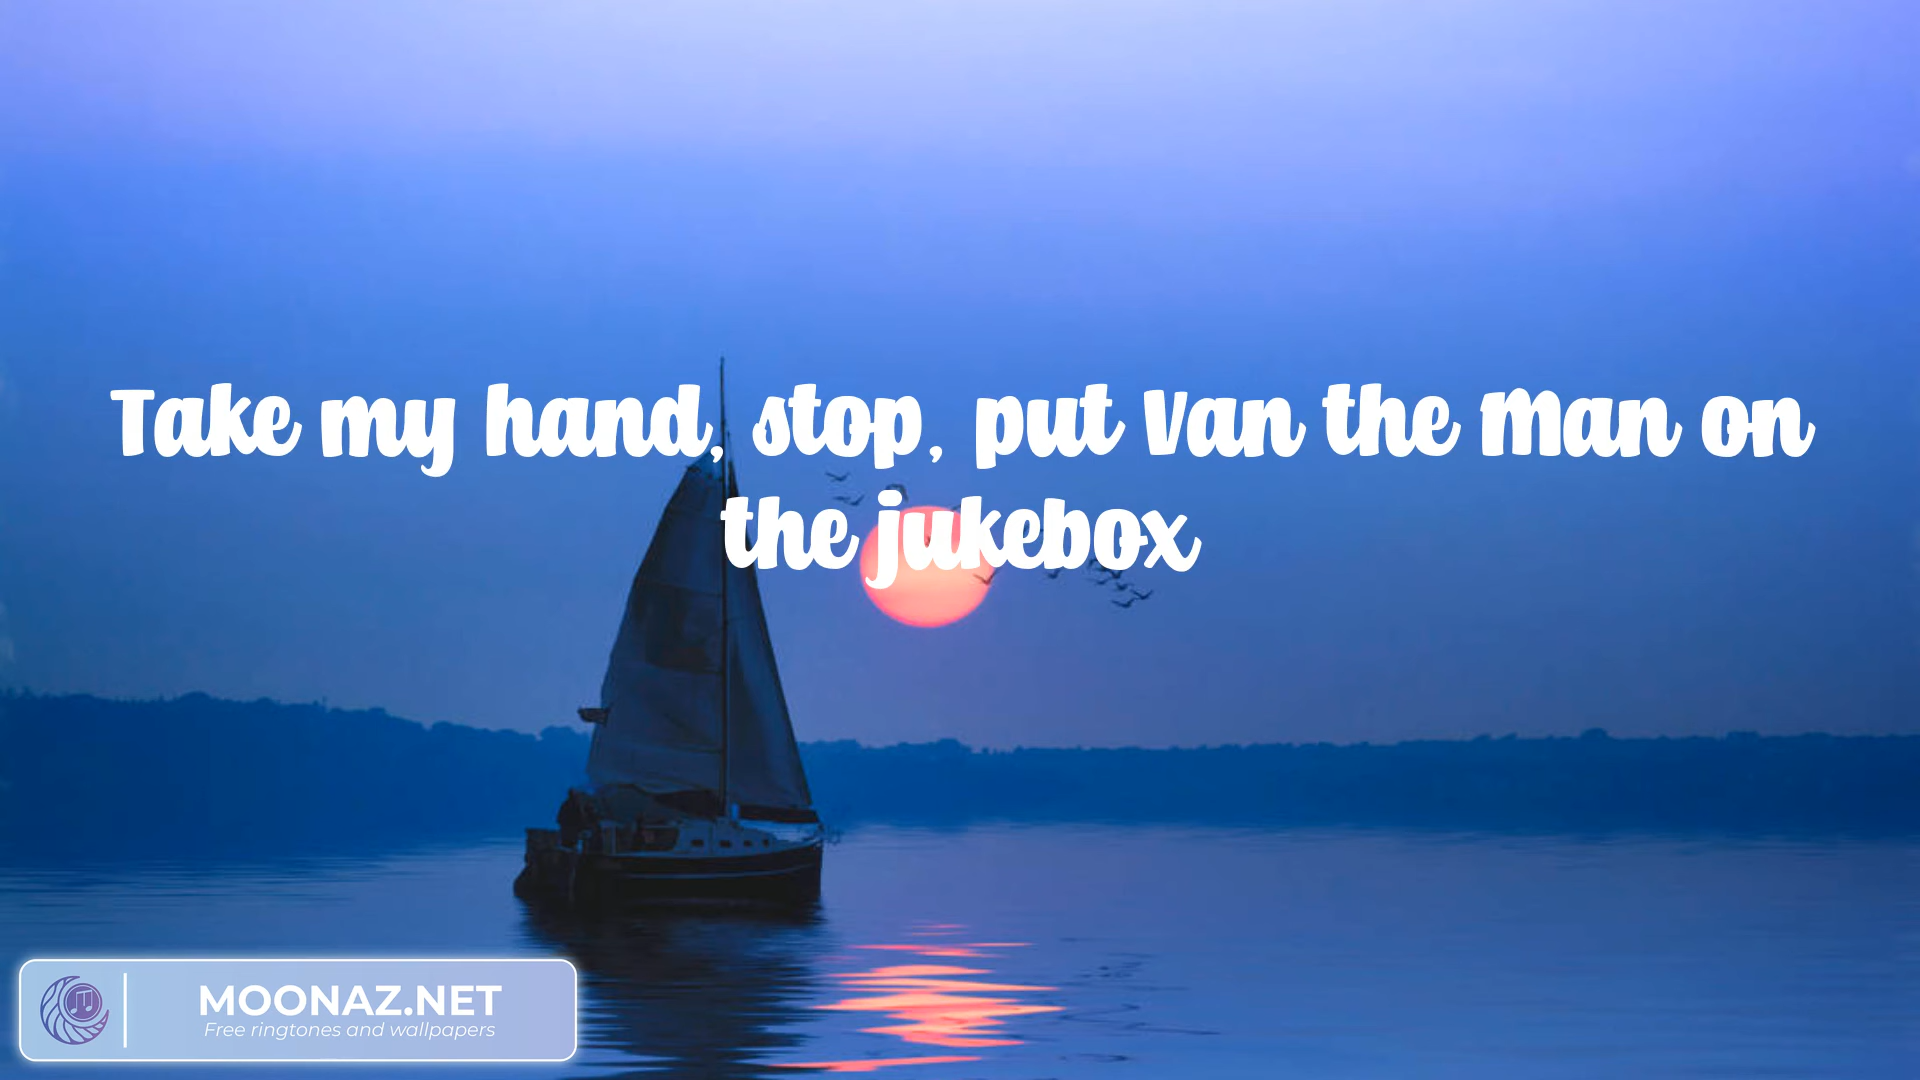 Take my hand, stop, put Van the Man on
the jukebox
MOONAZ.NET
Free ringtones and wallpapers